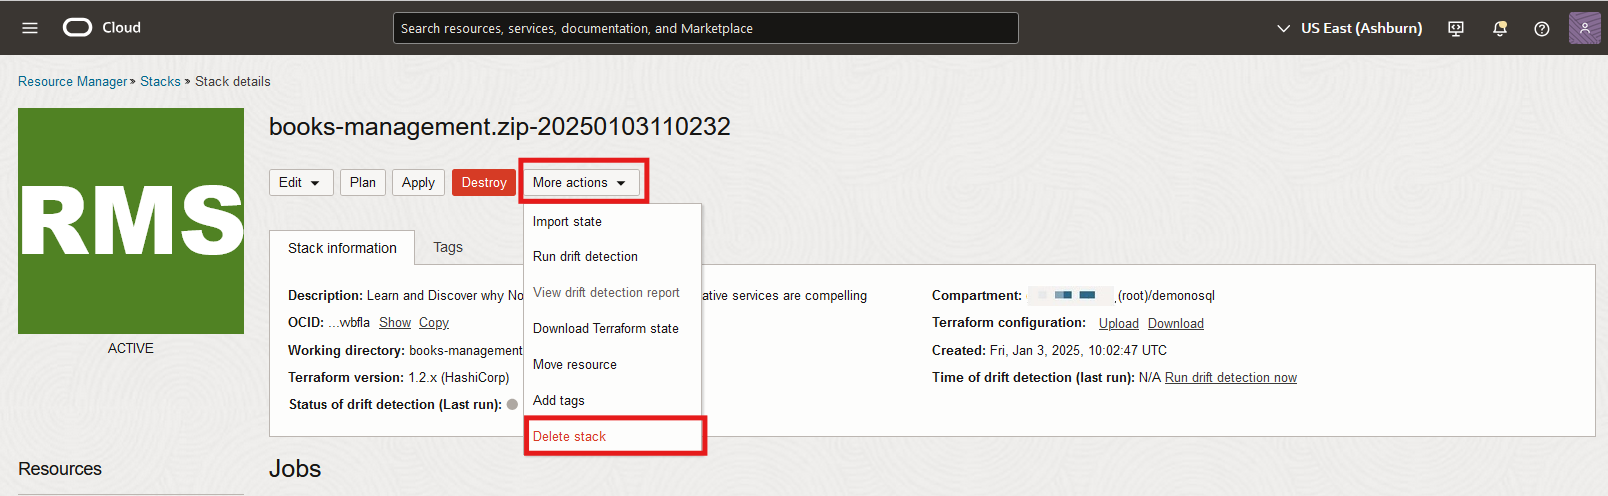 Cloud
Search resources, services, documentation, and Marketplace
US East (Ashburn)
Resource Manager » Stacks » Stack details
RMS
ACTIVE
books-management.zip-20250103110232
Edit
Plan
Apply
Destroy
More actions
Import state
Run drift detection
View drift detection report
Download Terraform state
Move resource
Add tags
Delete stack
Stack information
Tags
Description: Learn and Discover why No ative services are compelling
OCID: ...wbfla Show Copy
Working directory: books-management
Terraform version: 1.2.x (HashiCorp)
Status of drift detection (Last run):
Compartment: (root)/demonosql
Terraform configuration: Upload Download
Created: Fri, Jan 3, 2025, 10:02:47 UTC
Time of drift detection (last run): N/A Run drift detection now
Resources
Jobs